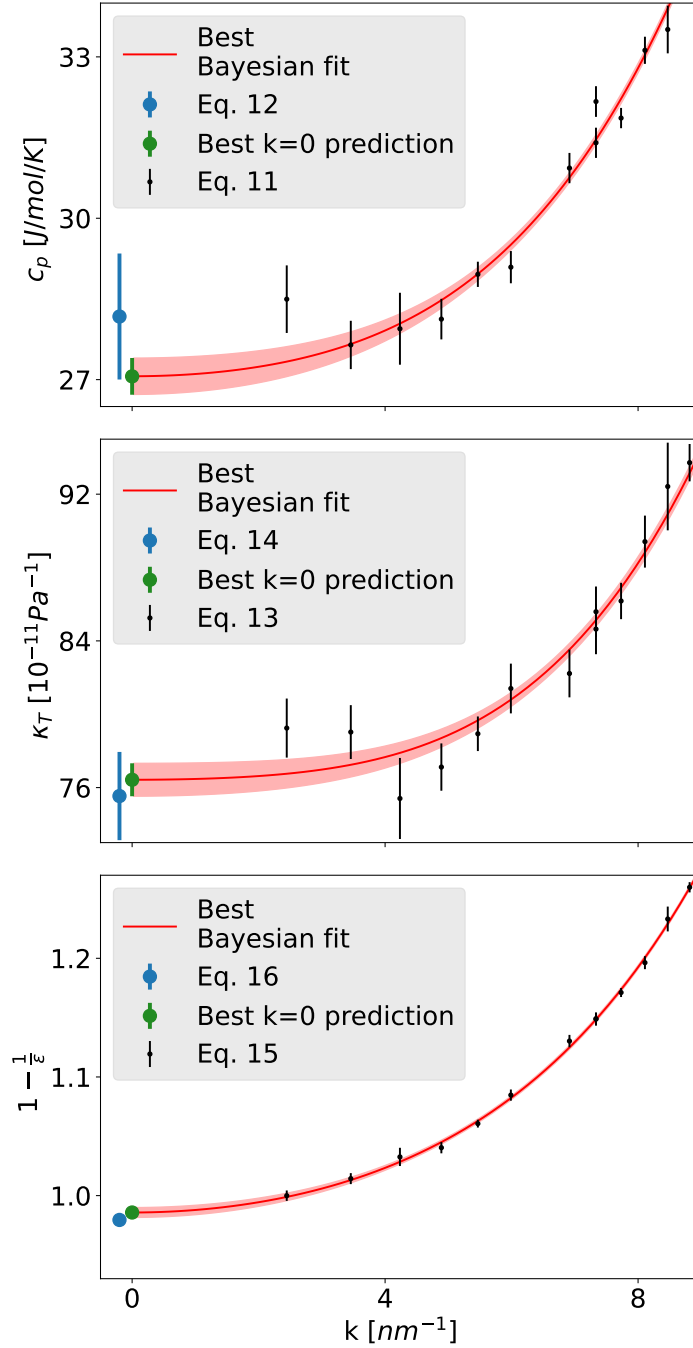 33
30
27
c_p [J/mol/K]
Best
Bayesian fit
Eq. 12
Best k=0 prediction
Eq. 11
92
84
76
κ_T [10⁻¹¹Pa⁻¹]
Best
Bayesian fit
Eq. 14
Best k=0 prediction
Eq. 13
1.2
1.1
1.0
1 − 1/ε
Best
Bayesian fit
Eq. 16
Best k=0 prediction
Eq. 15
0 4 8
k [nm⁻¹]